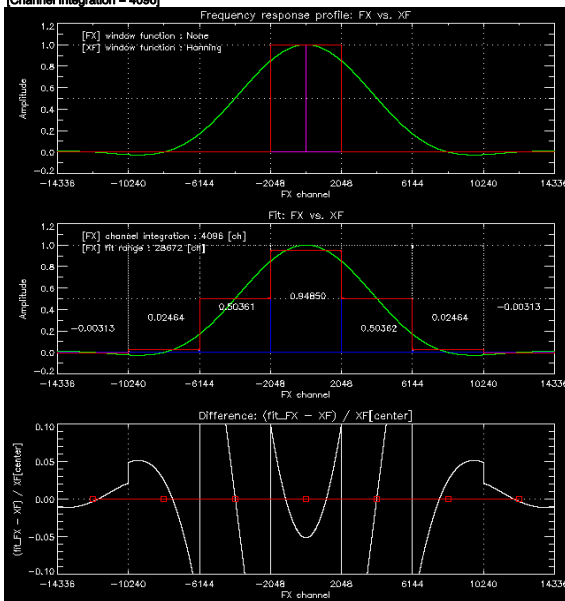 [Channel integration = 4096]
Frequency response profile: FX vs. XF
[FX] window function : None
[XF] window function : Hanning
1.2
1.0
0.8
0.6
0.4
0.2
0.0
−0.2
Amplitude
−14336 −10240 −6144 −2048 2048 6144 10240 14336
FX channel
Fit: FX vs. XF
[FX] channel integration : 4096 [ch]
[FX] fit range : 28672 [ch]
1.2
1.0
0.8
0.6
0.4
0.2
0.0
−0.2
Amplitude
−0.00313 0.02464 0.50361 0.94850 0.50362 0.02464 −0.00313
−14336 −10240 −6144 −2048 2048 6144 10240 14336
FX channel
Difference: (fit_FX − XF) / XF[center]
0.10
0.05
0.00
−0.05
−0.10
(fit_FX − XF) / XF[center]
−14336 −10240 −6144 −2048 2048 6144 10240 14336
FX channel